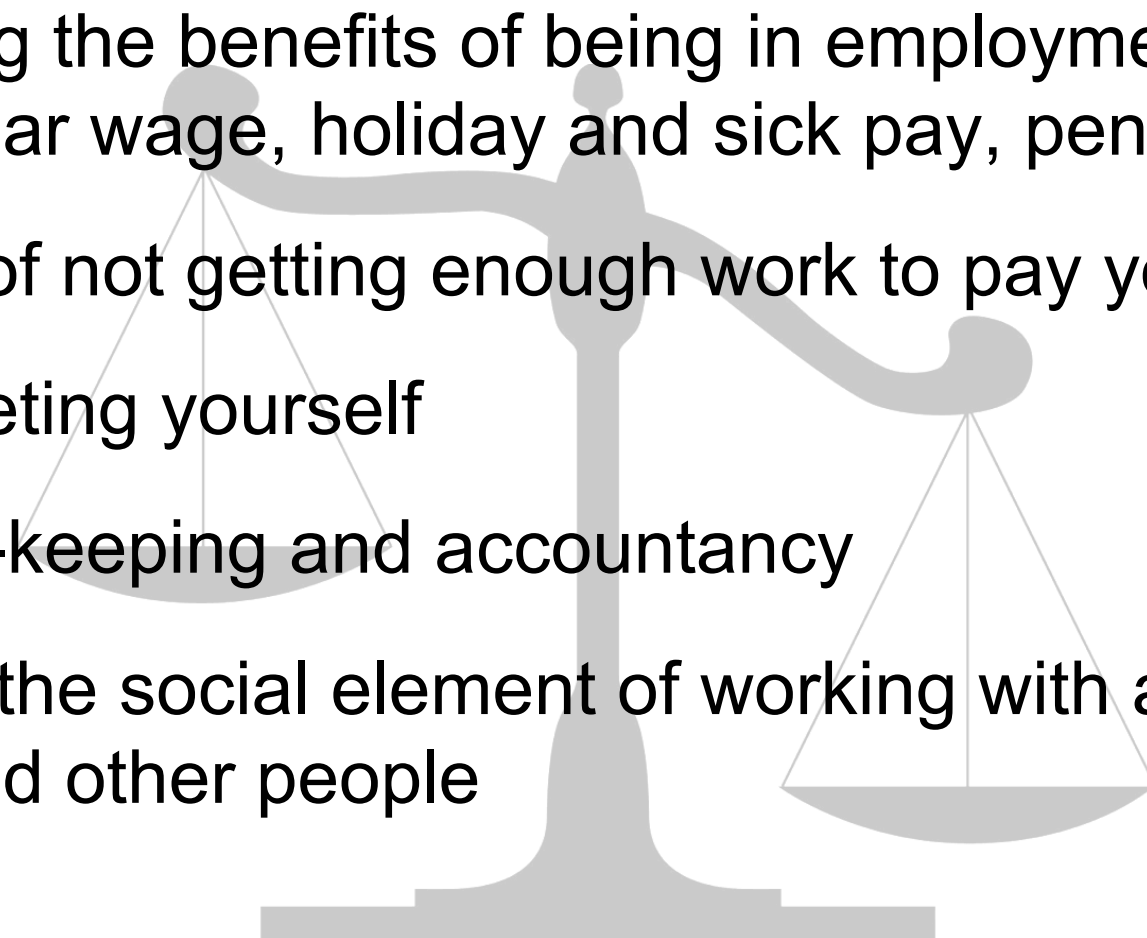 g the benefits of being in employme
ar wage, holiday and sick pay, pen
of not getting enough work to pay yo
eting yourself
-keeping and accountancy
the social element of working with a
d other people